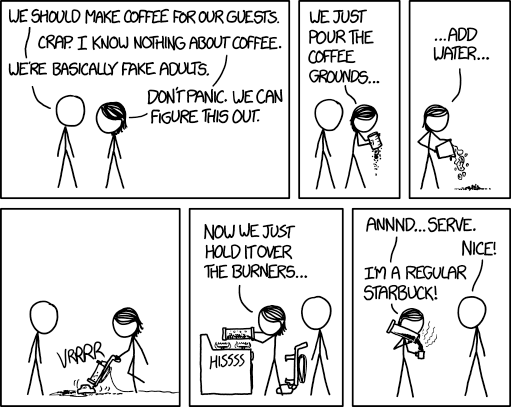 WE SHOULD MAKE COFFEE FOR OUR GUESTS.
CRAP. I KNOW NOTHING ABOUT COFFEE.
WE'RE BASICALLY FAKE ADULTS.
DON'T PANIC. WE CAN
FIGURE THIS OUT.
WE JUST
POUR THE
COFFEE
GROUNDS...
...ADD
WATER...
VRRRR
NOW WE JUST
HOLD IT OVER
THE BURNERS...
HISSSS
ANNND...SERVE.
NICE!
I'M A REGULAR
STARBUCK!